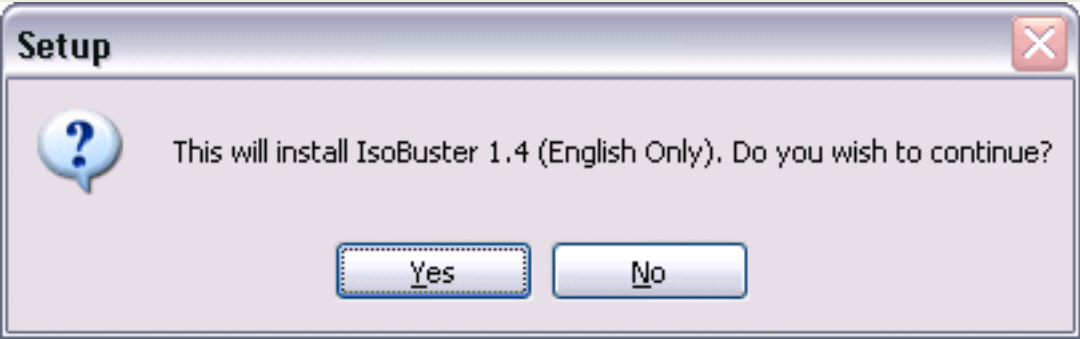 Setup
This will install IsoBuster 1.4 (English Only). Do you wish to continue?
Yes
No